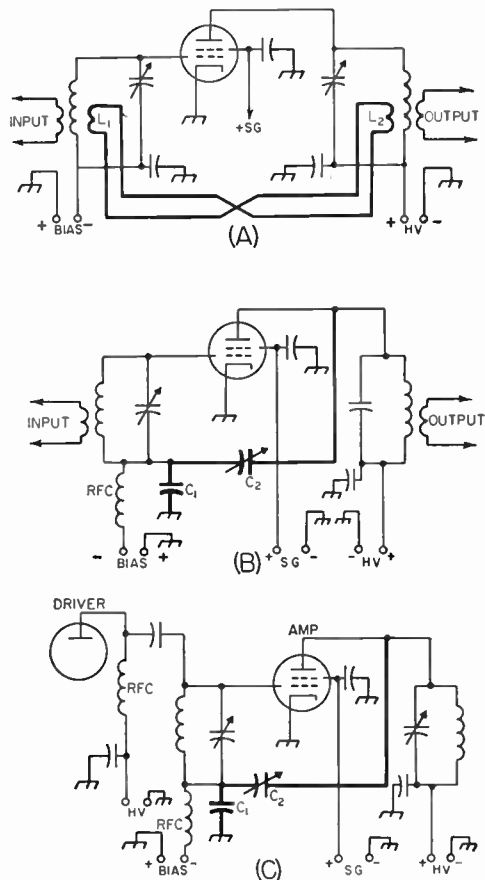 INPUT
L1
+SG
L2
OUTPUT
+ BIAS -
+ HV -
(A)
INPUT
RFC
C1
C2
OUTPUT
- BIAS +
+ SG -
- HV +
(B)
DRIVER
AMP
RFC
HV
C1
C2
RFC
+ BIAS -
+ SG -
+ HV -
(C)